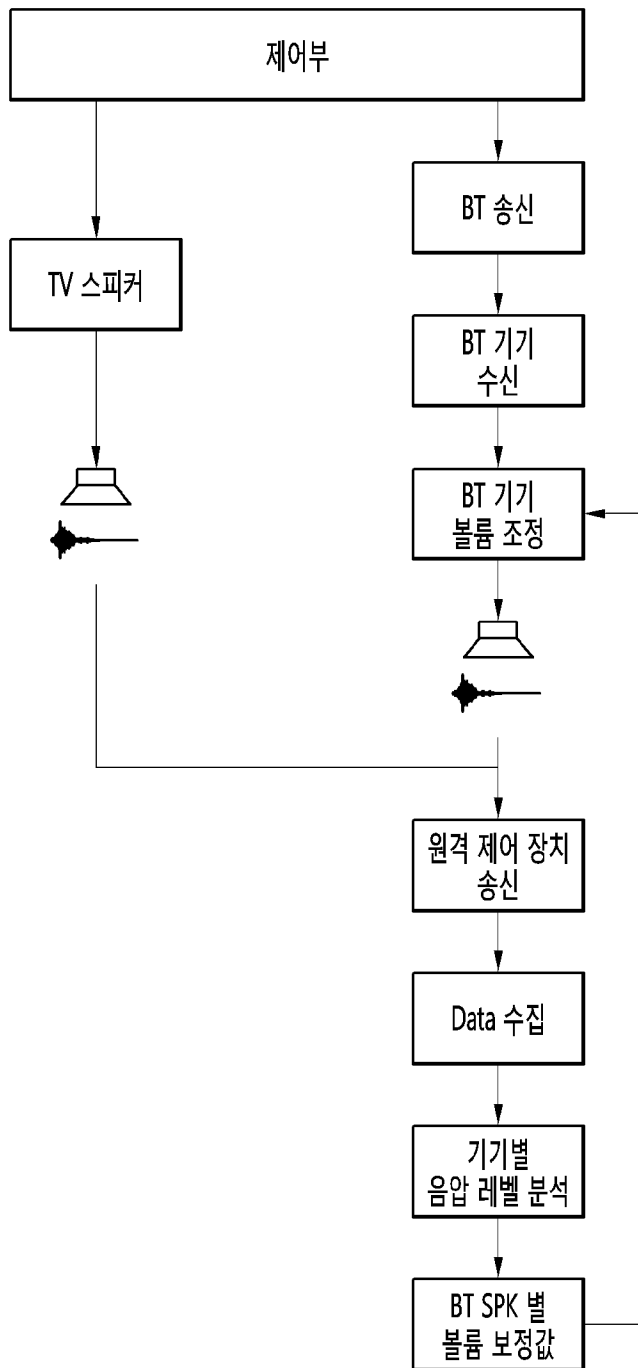 제어부
BT 송신
TV 스피커
BT 기기
수신
BT 기기
볼륨 조정
원격 제어 장치
송신
Data 수집
기기별
음압 레벨 분석
BT SPK 별
볼륨 보정값